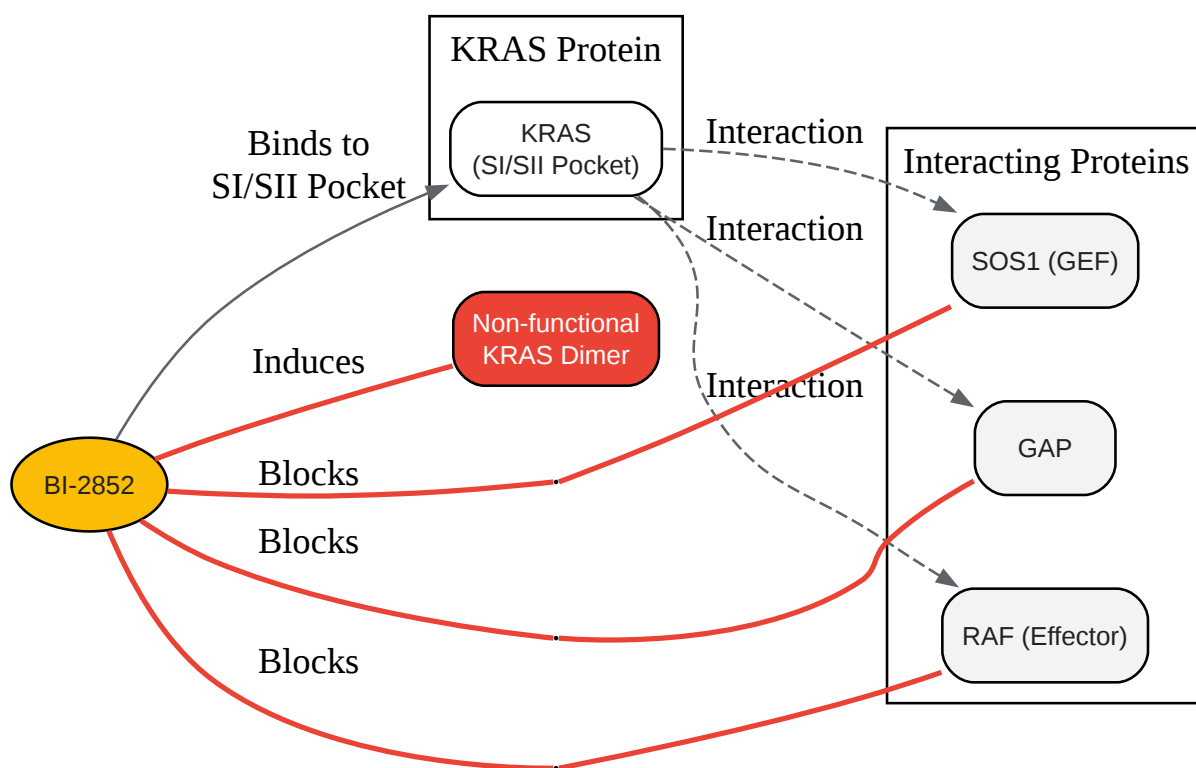 KRAS Protein
KRAS
(SI/SII Pocket)
Binds to
SI/SII Pocket
Interaction
Interacting Proteins
Interaction
SOS1 (GEF)
Non-functional
KRAS Dimer
Induces
Interaction
GAP
BI-2852
Blocks
Blocks
RAF (Effector)
Blocks